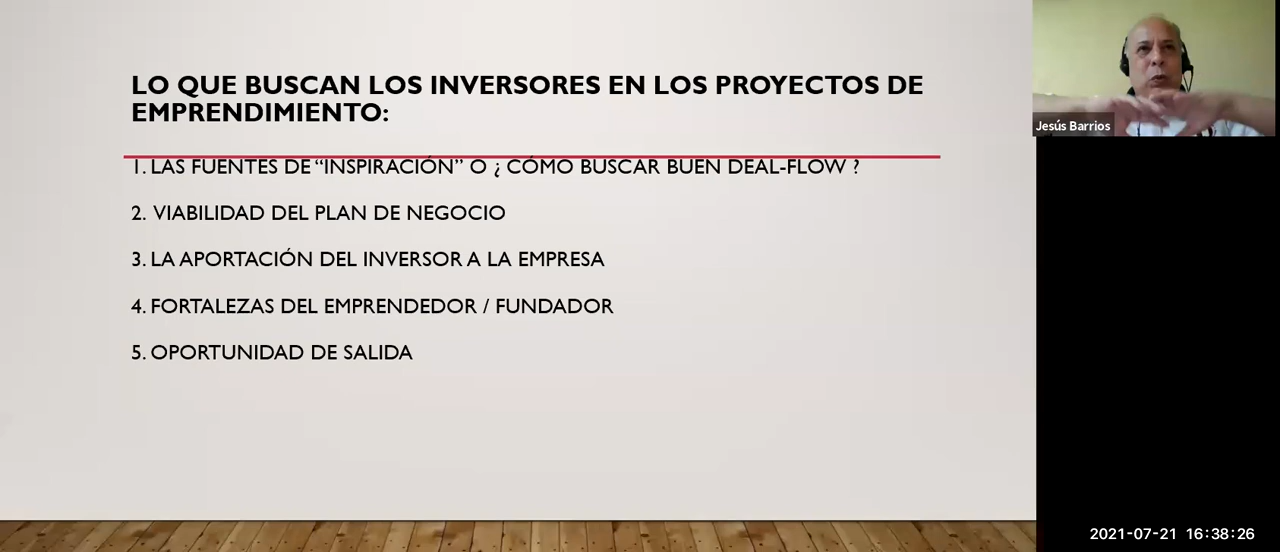 LO QUE BUSCAN LOS INVERSORES EN LOS PROYECTOS DE
EMPRENDIMIENTO:
1. LAS FUENTES DE “INSPIRACIÓN” O ¿ CÓMO BUSCAR BUEN DEAL-FLOW ?
2. VIABILIDAD DEL PLAN DE NEGOCIO
3. LA APORTACIÓN DEL INVERSOR A LA EMPRESA
4. FORTALEZAS DEL EMPRENDEDOR / FUNDADOR
5. OPORTUNIDAD DE SALIDA
Jesús Barrios
2021-07-21 16:38:26